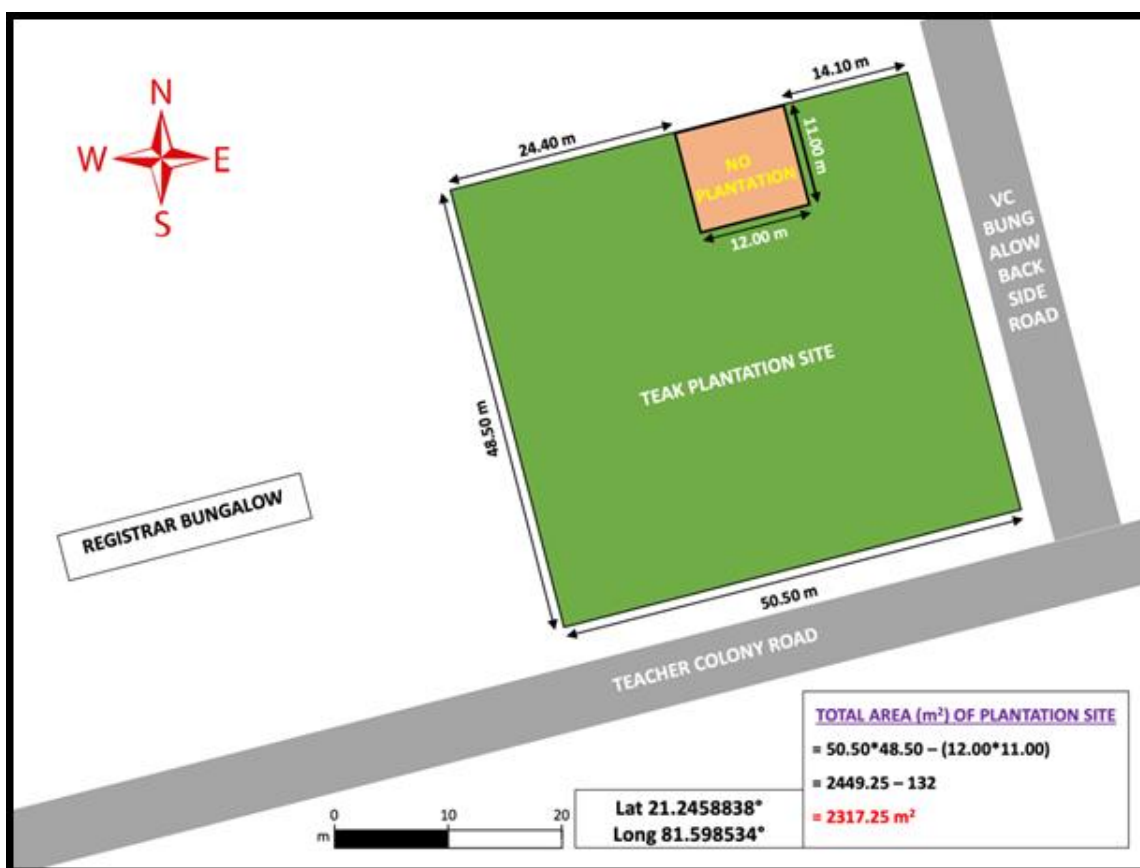 N
W E
S
14.10 m
24.40 m
11.00 m
NO
PLANTATION
12.00 m
VC
BUNG
ALOW
BACK
SIDE
ROAD
TEAK PLANTATION SITE
48.50 m
REGISTRAR BUNGALOW
50.50 m
TEACHER COLONY ROAD
TOTAL AREA (m²) OF PLANTATION SITE
= 50.50*48.50 – (12.00*11.00)
= 2449.25 – 132
= 2317.25 m²
0 10 20
m
Lat 21.2458838°
Long 81.598534°